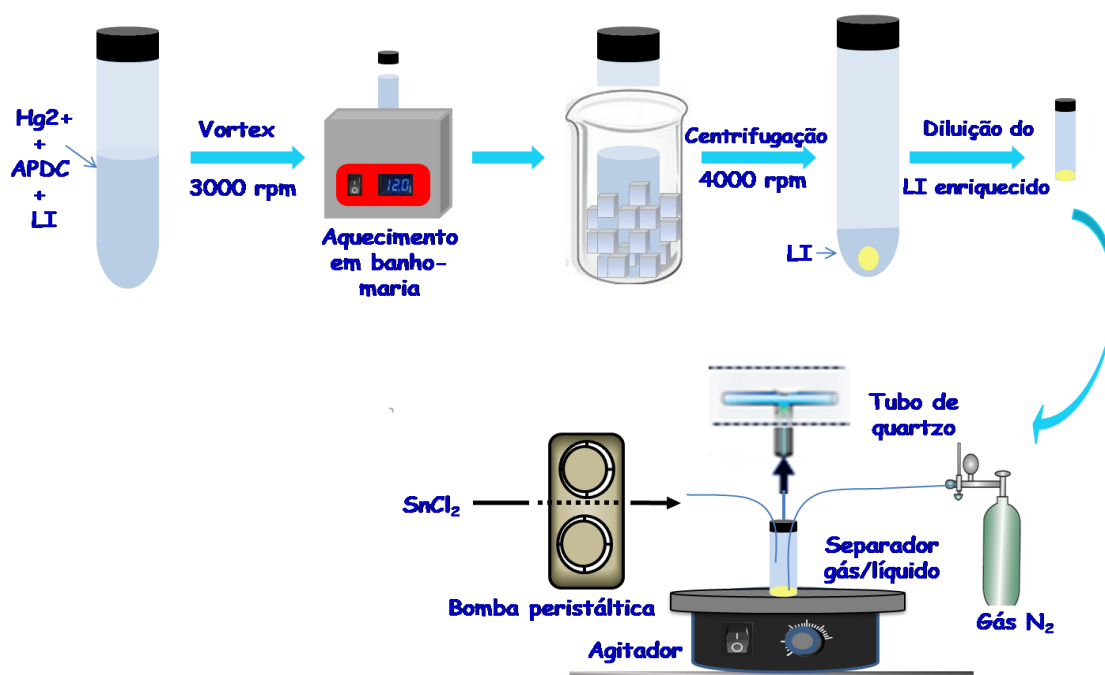 Hg2+
+
APDC
+
LI
Vortex
3000 rpm
12.0
Aquecimento
em banho-
maria
Centrifugação
4000 rpm
LI
Diluição do
LI enriquecido
Tubo de
quartzo
SnCl₂
Bomba peristáltica
Separador
gás/líquido
Agitador
Gás N₂